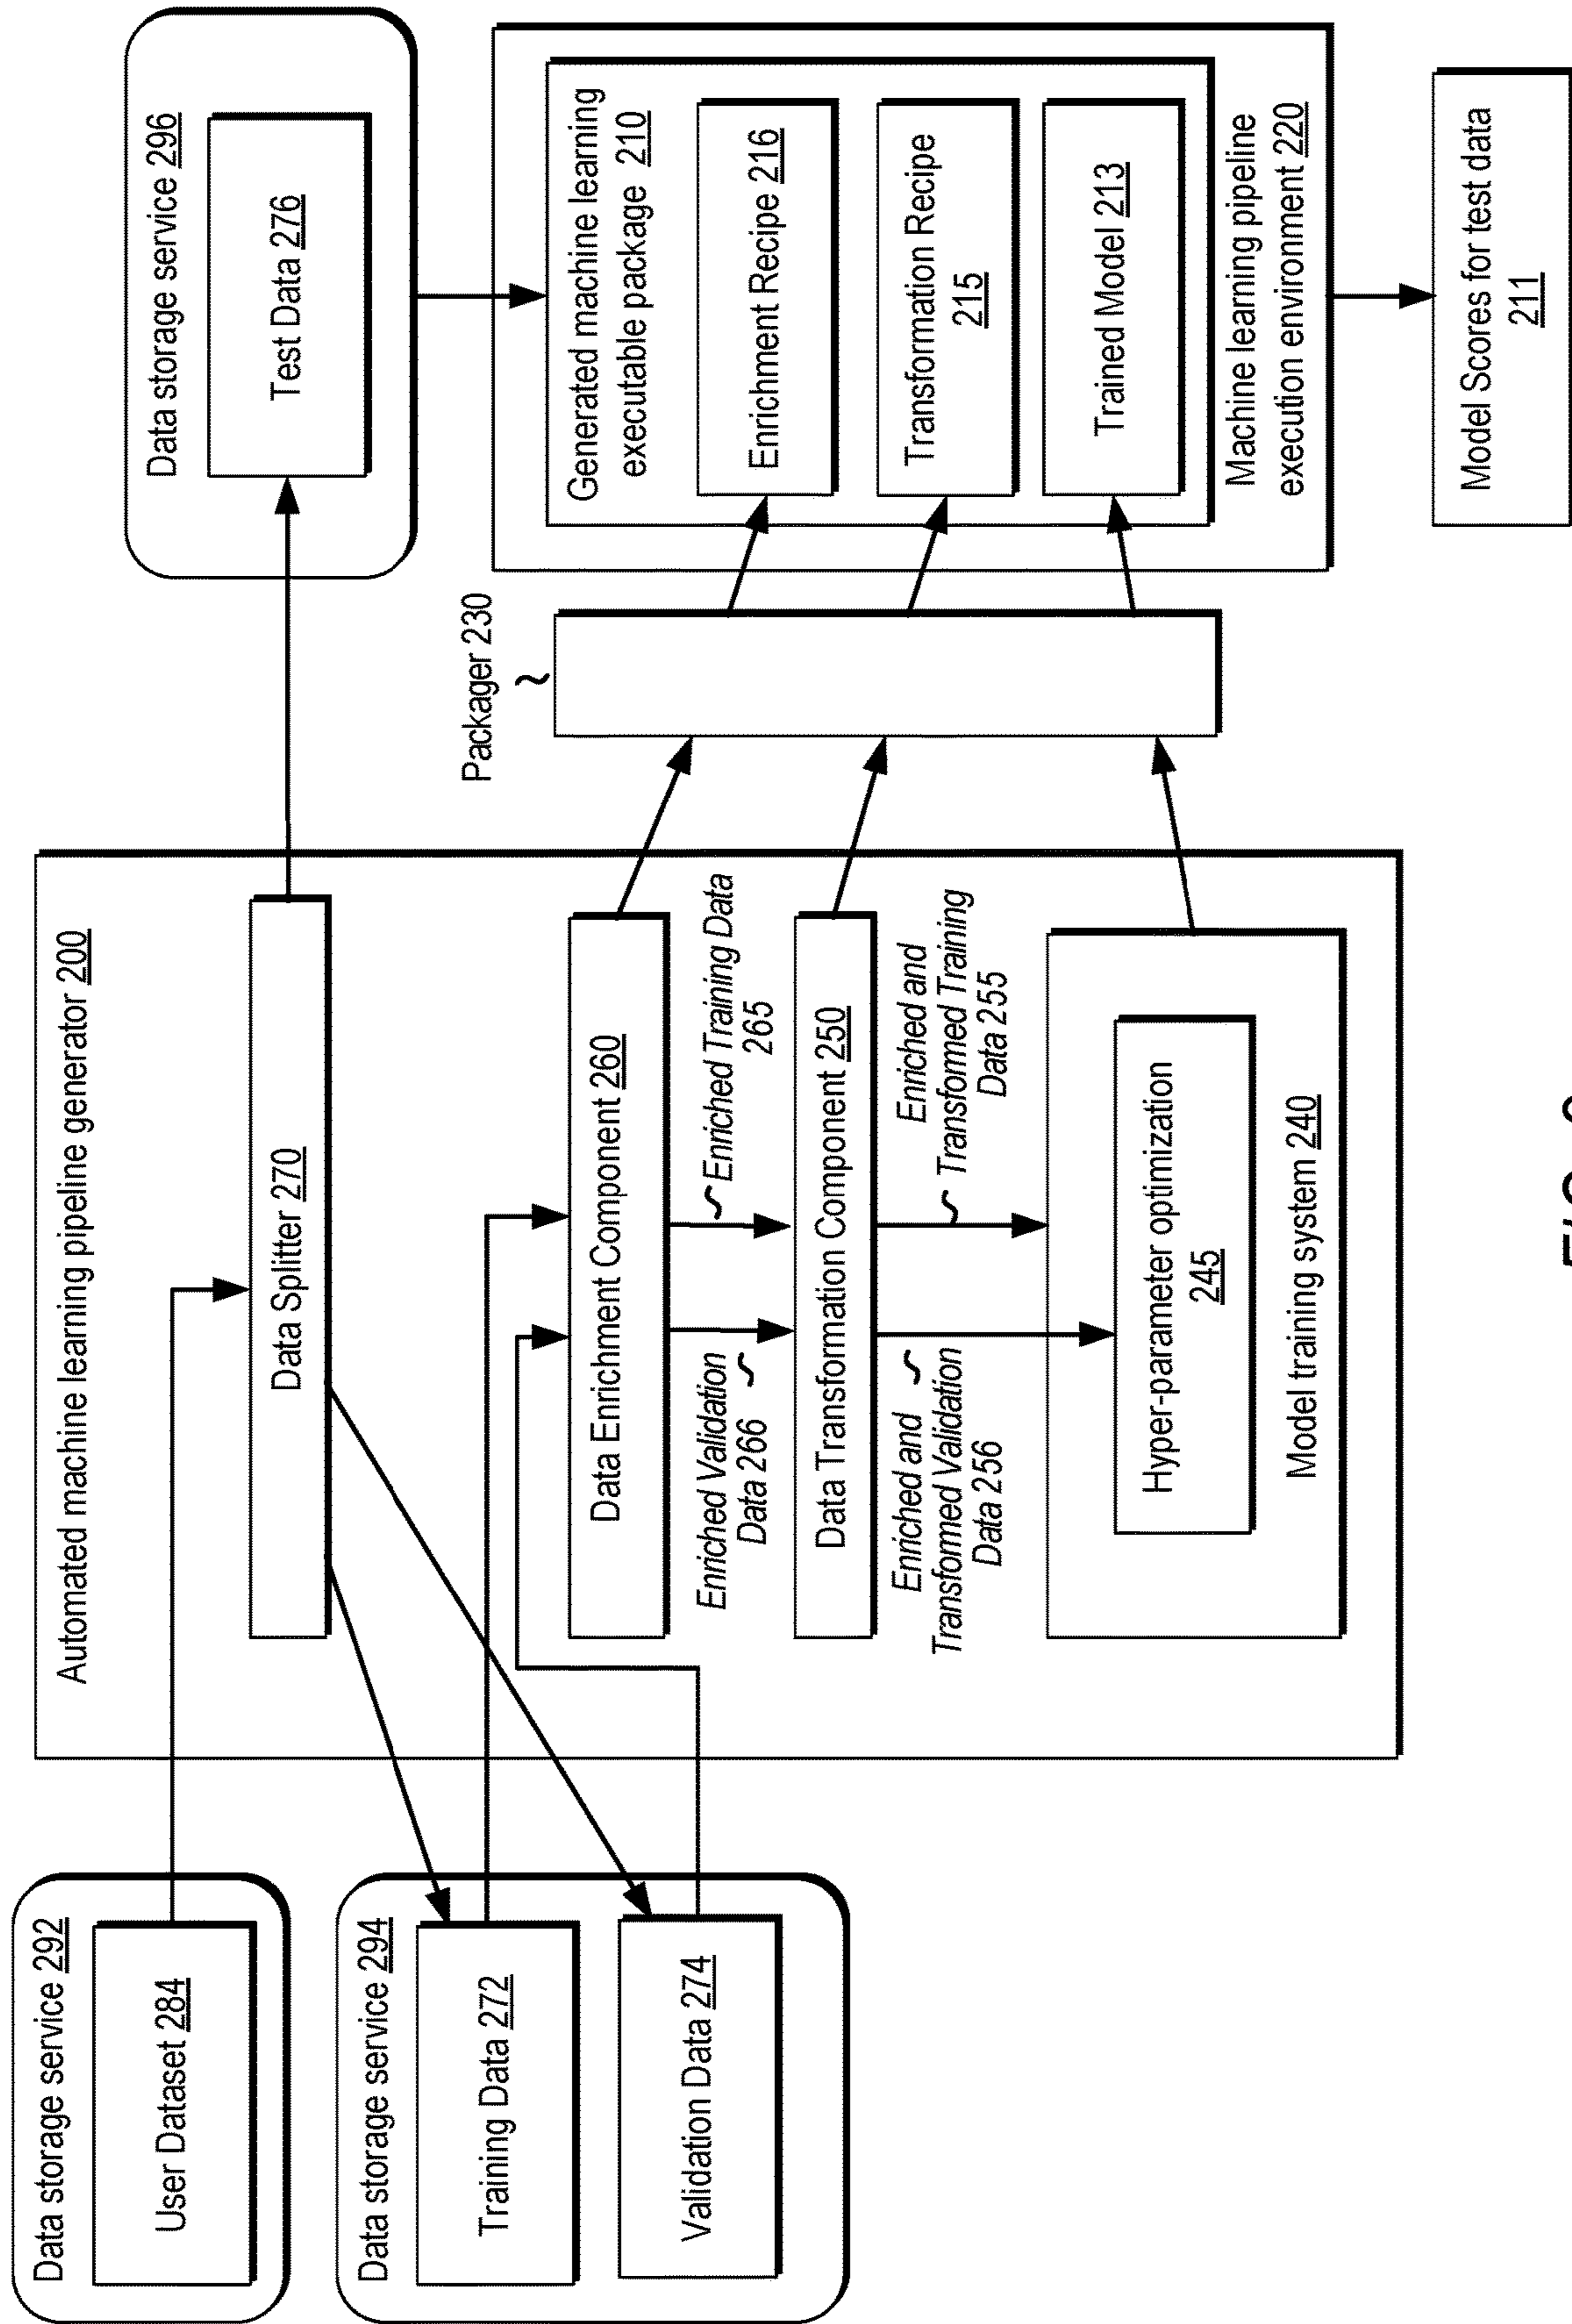 Data storage service 292
User Dataset 284
Data storage service 294
Training Data 272
Validation Data 274
Automated machine learning pipeline generator 200
Data Splitter 270
Data Enrichment Component 260
Enriched Validation
Data 266
Enriched Training Data
265
Data Transformation Component 250
Enriched and
Transformed Validation
Data 256
Enriched and
Transformed Training
Data 255
Hyper-parameter optimization
245
Model training system 240
Packager 230
Data storage service 296
Test Data 276
Generated machine learning
executable package 210
Enrichment Recipe 216
Transformation Recipe
215
Trained Model 213
Machine learning pipeline
execution environment 220
Model Scores for test data
211
FIG.